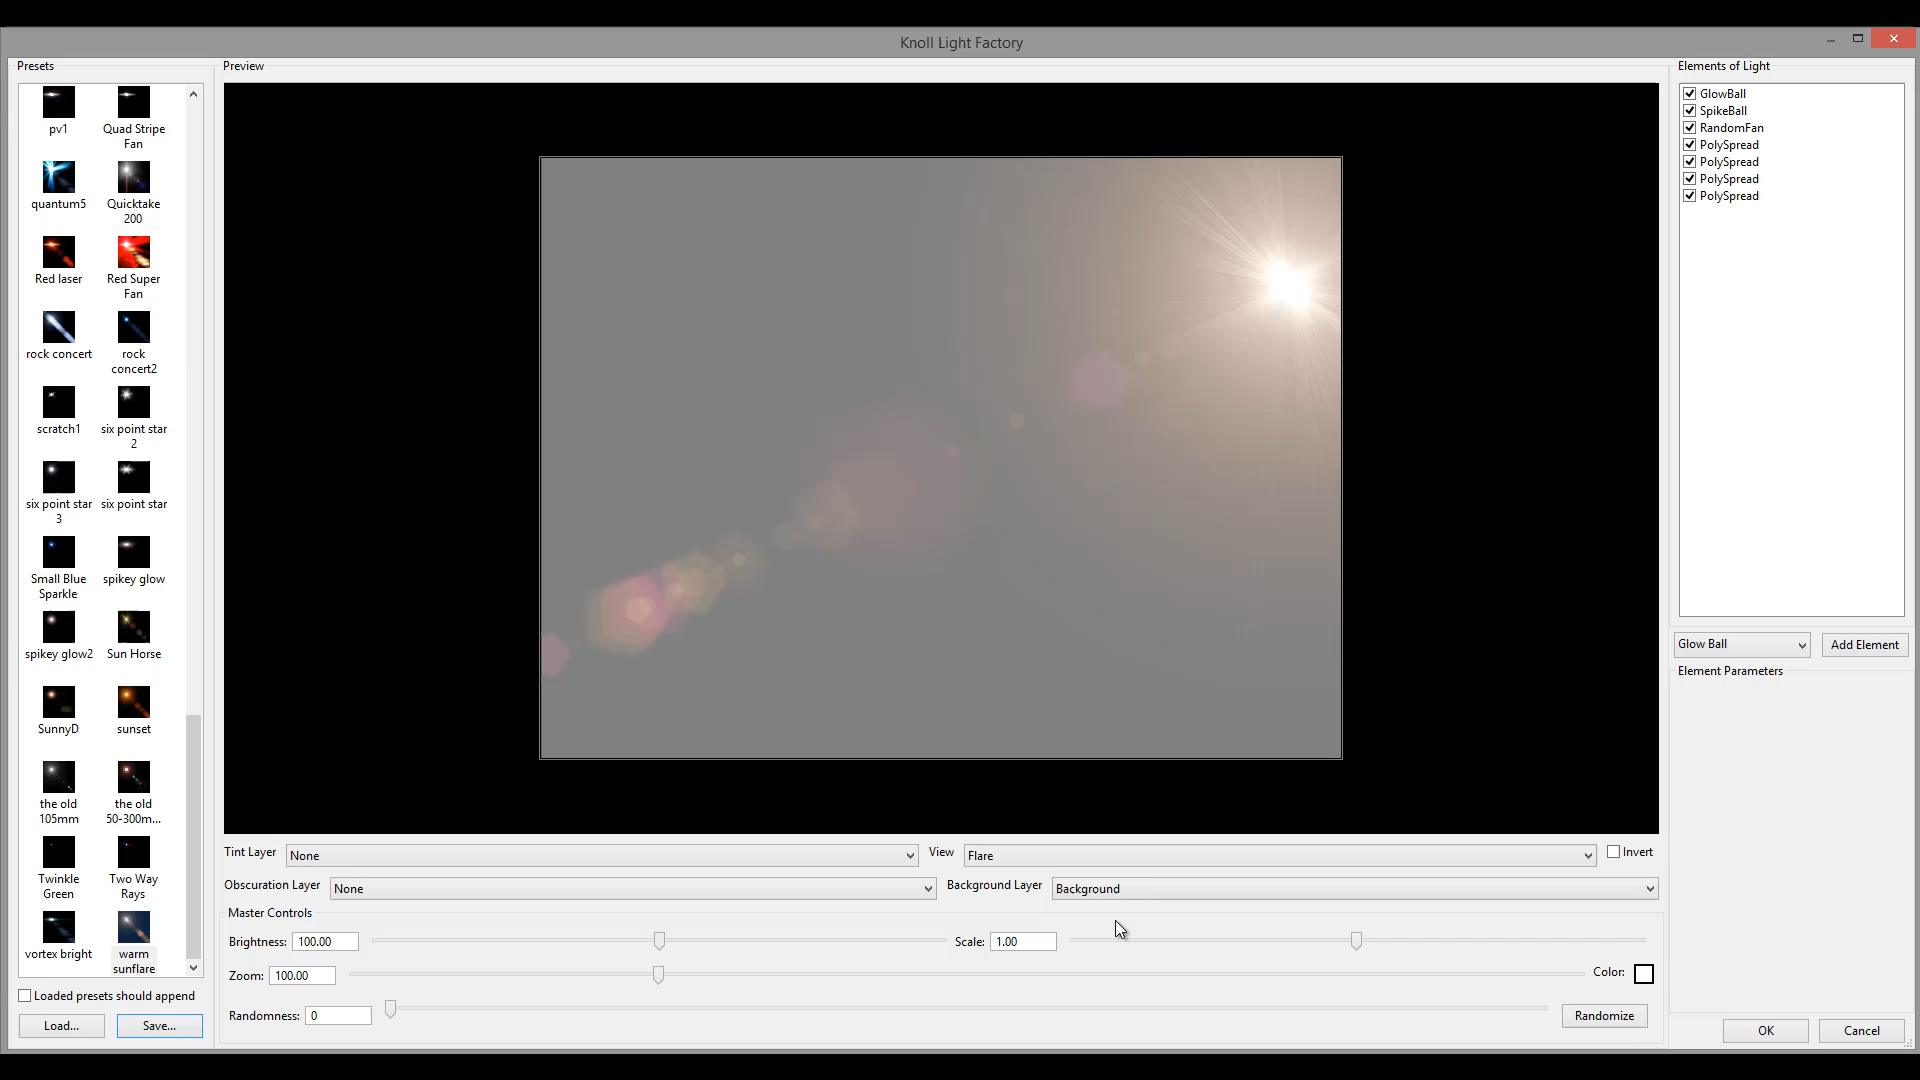 Knoll Light Factory
Presets
Preview
Elements of Light
pv1
Quad Stripe
Fan
quantum5
Quicktake
200
Red laser
Red Super
Fan
rock concert
rock
concert2
scratch1
six point star
2
six point star
3
six point star
Small Blue
Sparkle
spikey glow
spikey glow2
Sun Horse
SunnyD
sunset
the old
105mm
the old
50-300m...
Twinkle
Green
Two Way
Rays
vortex bright
warm
sunflare
Loaded presets should append
Load...
Save...
Tint Layer
None
View
Flare
Invert
Obscuration Layer
None
Background Layer
Background
Master Controls
Brightness: 100.00
Scale: 1.00
Zoom: 100.00
Color:
Randomness: 0
Randomize
GlowBall
SpikeBall
RandomFan
PolySpread
PolySpread
PolySpread
PolySpread
Glow Ball
Add Element
Element Parameters
OK
Cancel